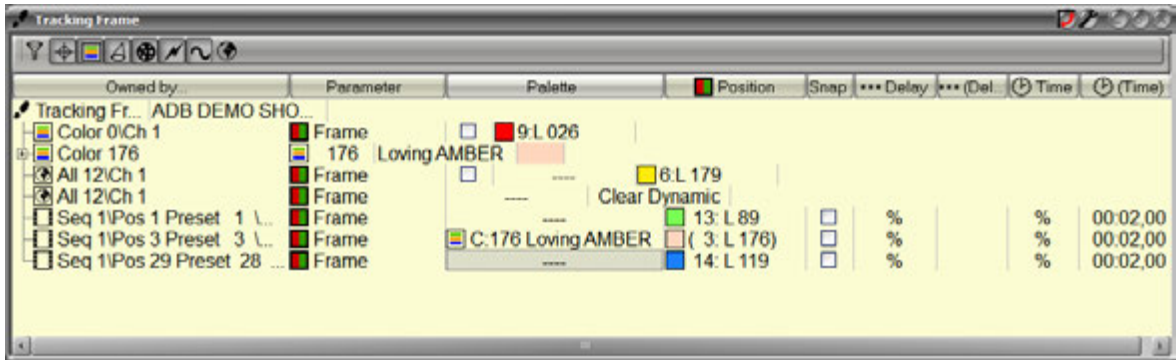 Tracking Frame
Owned by... Parameter Palette Position Snap ••• Delay ••• (Del... Time (Time)
Tracking Fr... ADB DEMO SHO...
Color 0\Ch 1 Frame 9:L 026
Color 176 176 Loving AMBER
All 12\Ch 1 Frame ---- 6:L 179
All 12\Ch 1 Frame ---- Clear Dynamic
Seq 1\Pos 1 Preset 1 \... Frame ---- 13: L 89 % % 00:02,00
Seq 1\Pos 3 Preset 3 \... Frame C:176 Loving AMBER ( 3: L 176) % % 00:02,00
Seq 1\Pos 29 Preset 28 ... Frame ---- 14: L 119 % % 00:02,00